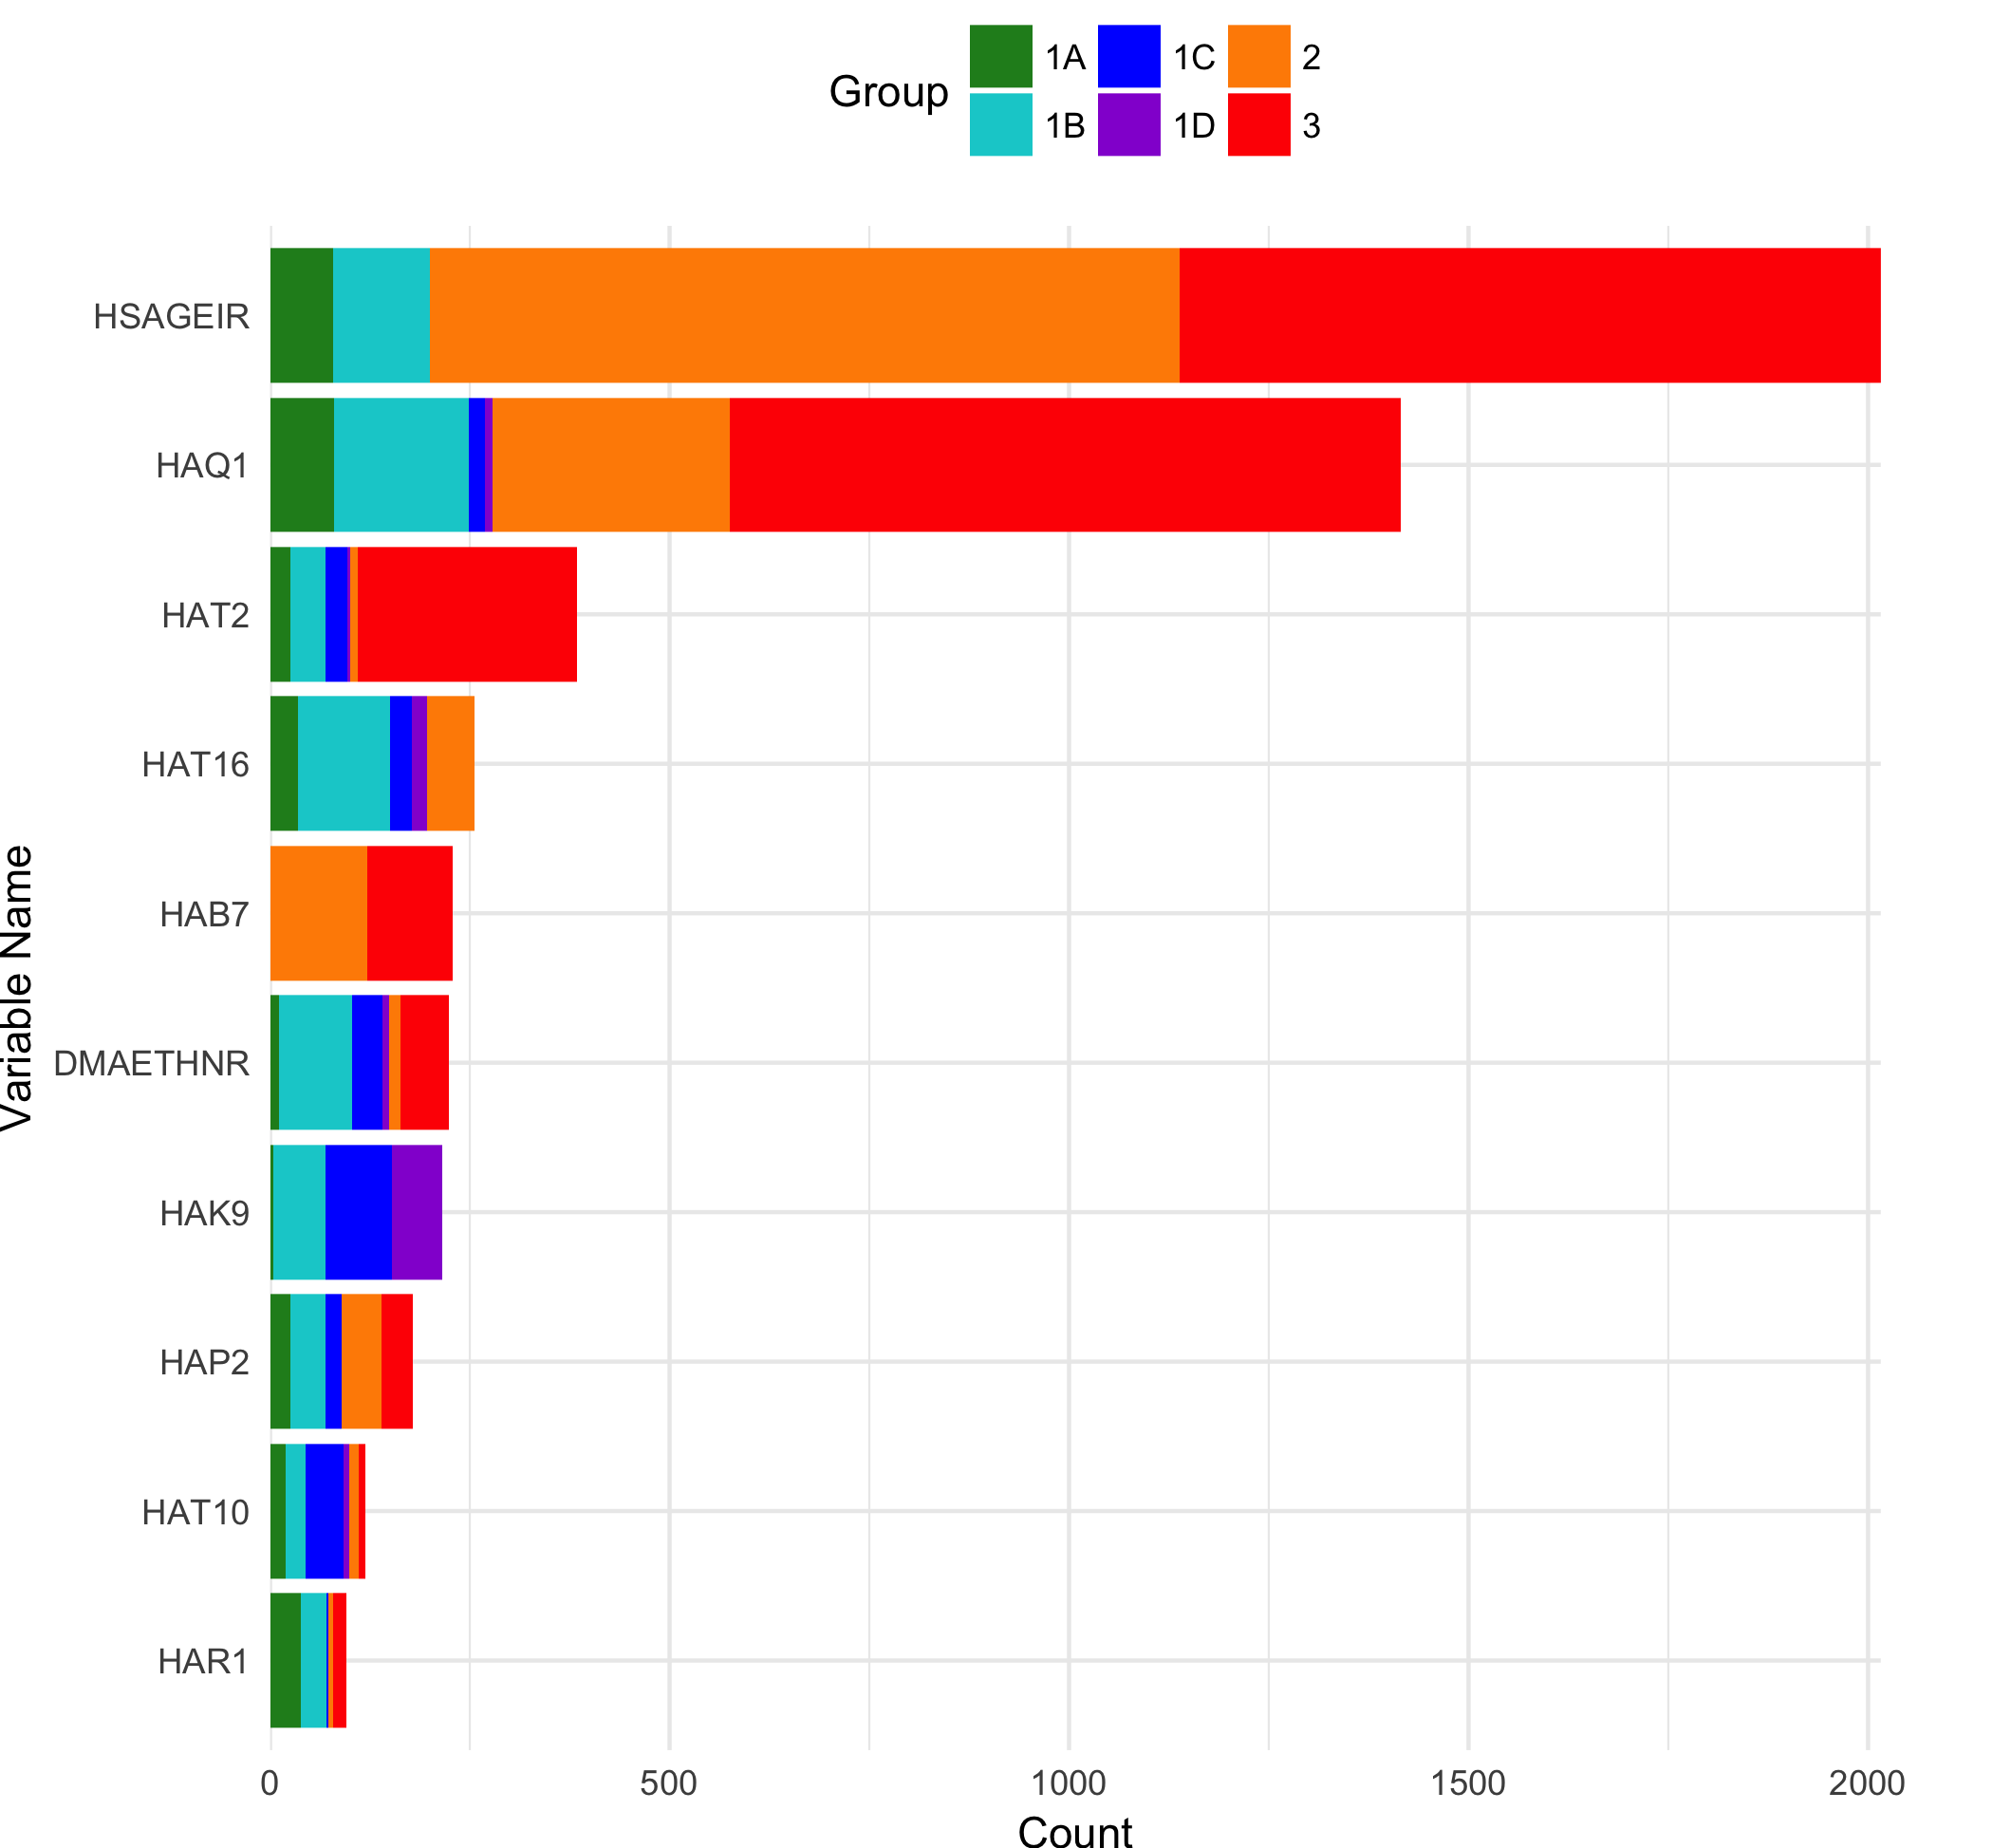 Group
1A 1C 2
1B 1D 3
HSAGEIR
HAQ1
HAT2
HAT16
HAB7
DMAETHNR
HAK9
HAP2
HAT10
HAR1
Variable Name
0 500 1000 1500 2000
Count